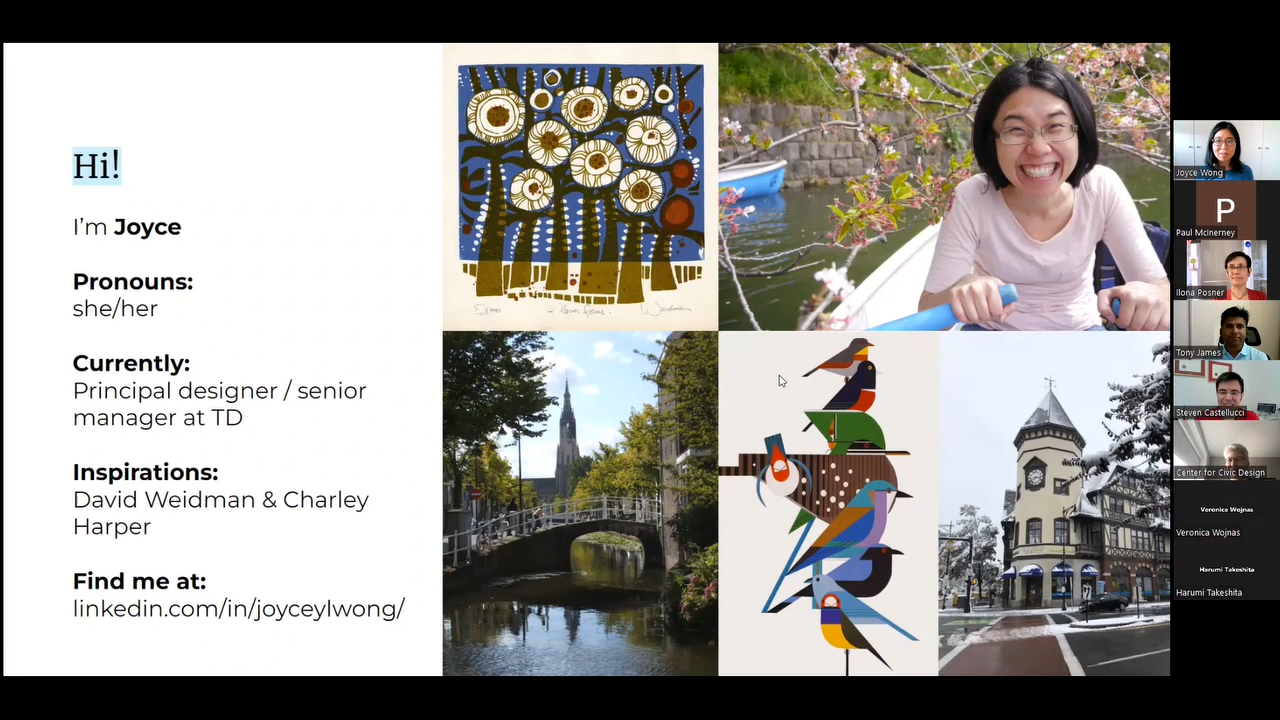 Hi!
I'm Joyce
Pronouns:
she/her
Currently:
Principal designer / senior
manager at TD
Inspirations:
David Weidman & Charley
Harper
Find me at:
linkedin.com/in/joyceylwong/
Weidman
Joyce Wong
P
Paul McInerney
Ilona Posner
Tony James
Steven Castellucci
Center for Civic Design
Veronica Wojnas
Veronica Wojnas
Harumi Takeshita
Harumi Takeshita